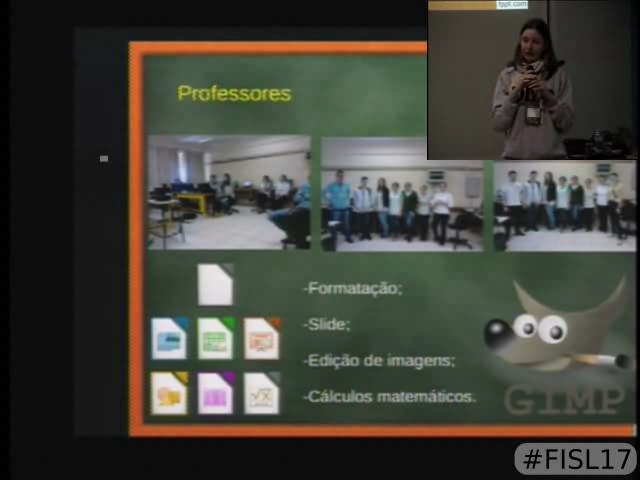 fppt.com
Professores
-Formatação;
-Slide;
-Edição de imagens;
-Cálculos matemáticos.
GIMP
#FISL17